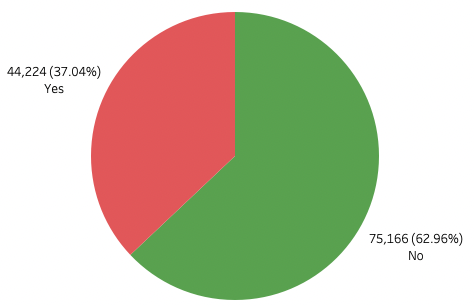 44,224 (37.04%)
Yes
75,166 (62.96%)
No